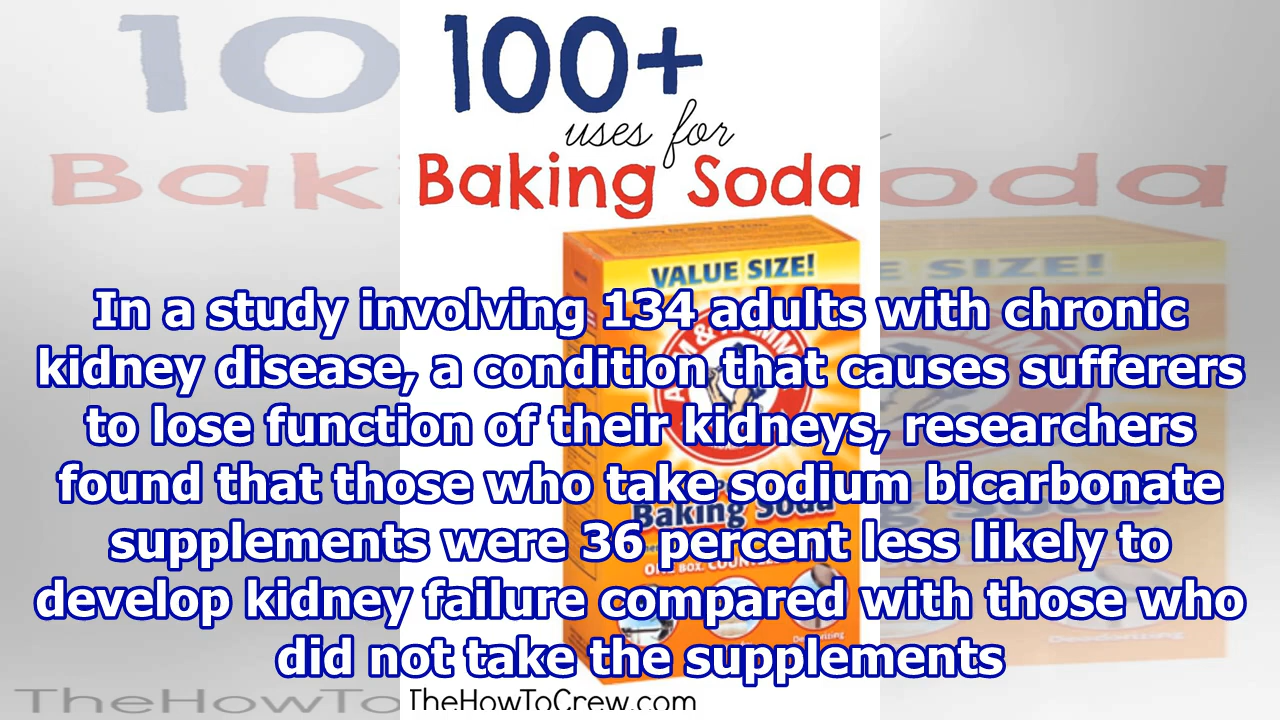 100+
uses for
Baking Soda
VALUE SIZE!
In a study involving 134 adults with chronic
kidney disease, a condition that causes sufferers
to lose function of their kidneys, researchers
found that those who take sodium bicarbonate
Baking Soda
supplements were 36 percent less likely to
develop kidney failure compared with those who
did not take the supplements
TheHowToCrew.com